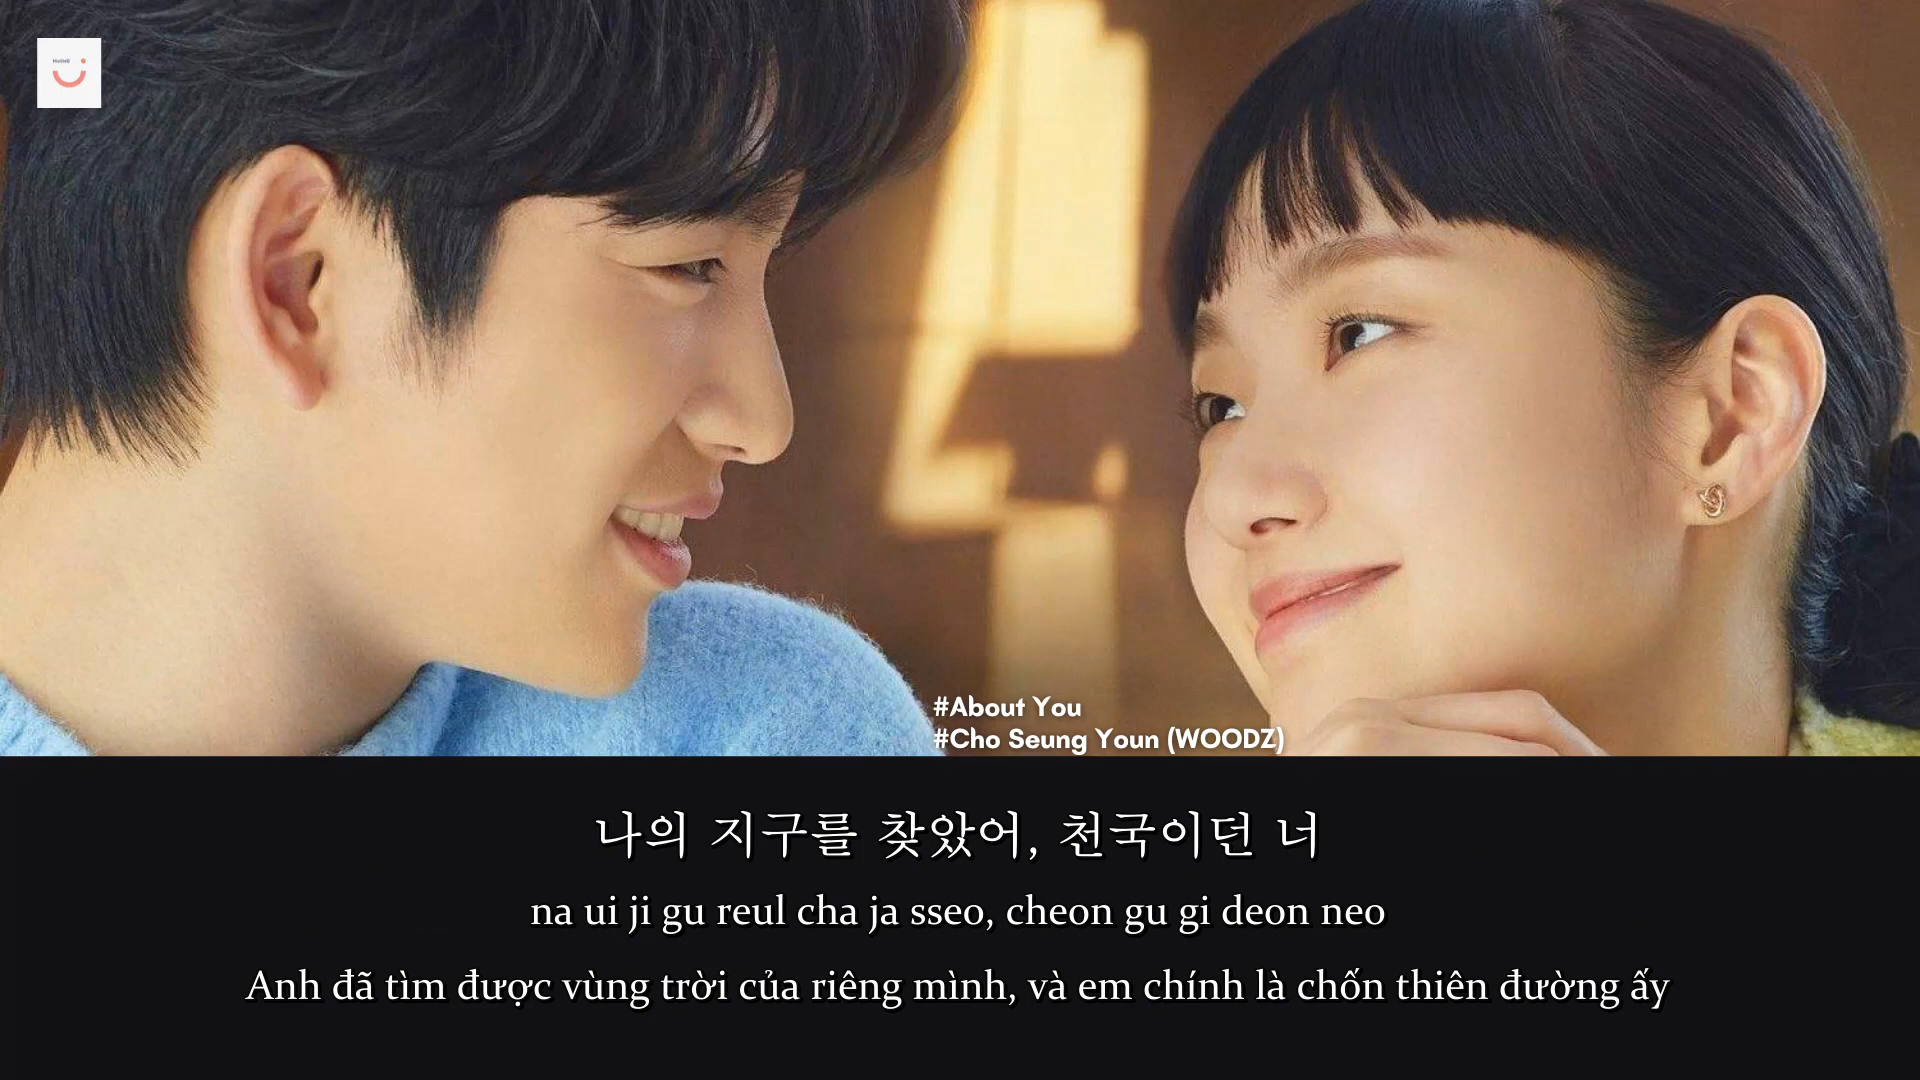 #About You
#Cho Seung Youn (WOODZ)
나의 지구를 찾았어, 천국이던 너
na ui ji gu reul cha ja sseo, cheon gu gi deon neo
Anh đã tìm được vùng trời của riêng mình, và em chính là chốn thiên đường ấy